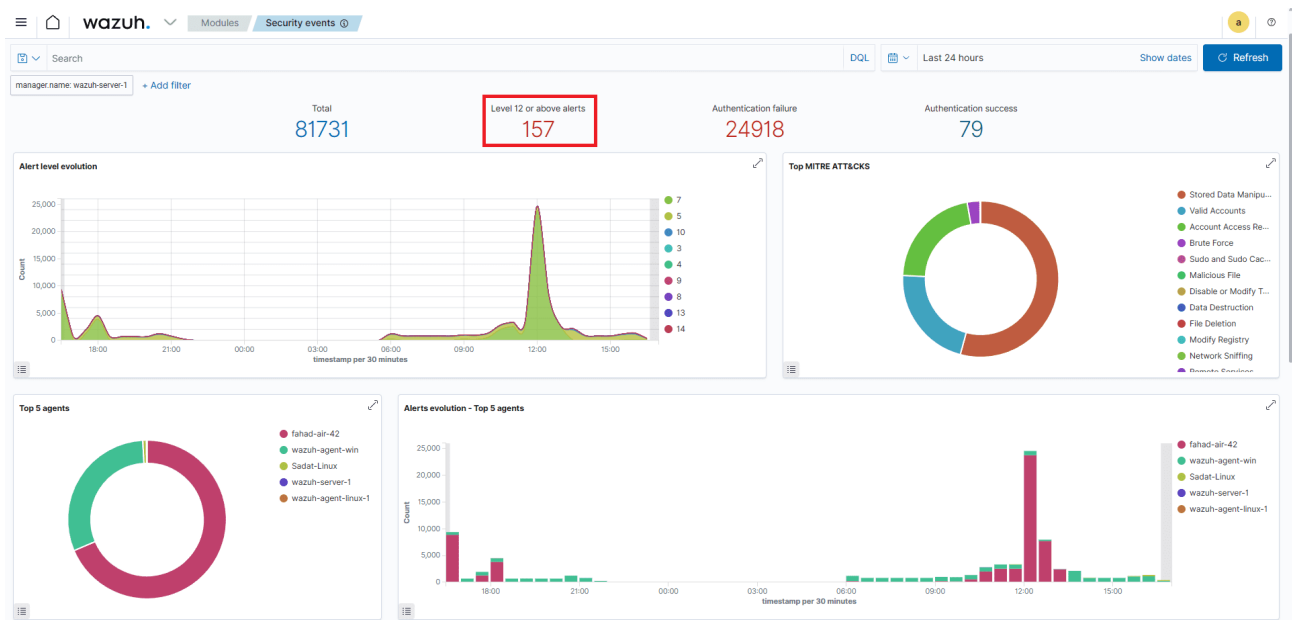 wazuh.
Modules
Security events
a
Search
DQL
Last 24 hours
Show dates
Refresh
manager.name: wazuh-server-1
+ Add filter
Total
81731
Level 12 or above alerts
157
Authentication failure
24918
Authentication success
79
Alert level evolution
25,000
20,000
15,000
10,000
5,000
0
Count
18:00
21:00
00:00
03:00
06:00
09:00
12:00
15:00
timestamp per 30 minutes
7
5
10
3
4
9
8
13
14
Top MITRE ATT&CKS
Stored Data Manipu...
Valid Accounts
Account Access Re...
Brute Force
Sudo and Sudo Cac...
Malicious File
Disable or Modify T...
Data Destruction
File Deletion
Modify Registry
Network Sniffing
Remote Services
Top 5 agents
fahad-air-42
wazuh-agent-win
Sadat-Linux
wazuh-server-1
wazuh-agent-linux-1
Alerts evolution - Top 5 agents
25,000
20,000
15,000
10,000
5,000
0
Count
18:00
21:00
00:00
03:00
06:00
09:00
12:00
15:00
timestamp per 30 minutes
fahad-air-42
wazuh-agent-win
Sadat-Linux
wazuh-server-1
wazuh-agent-linux-1